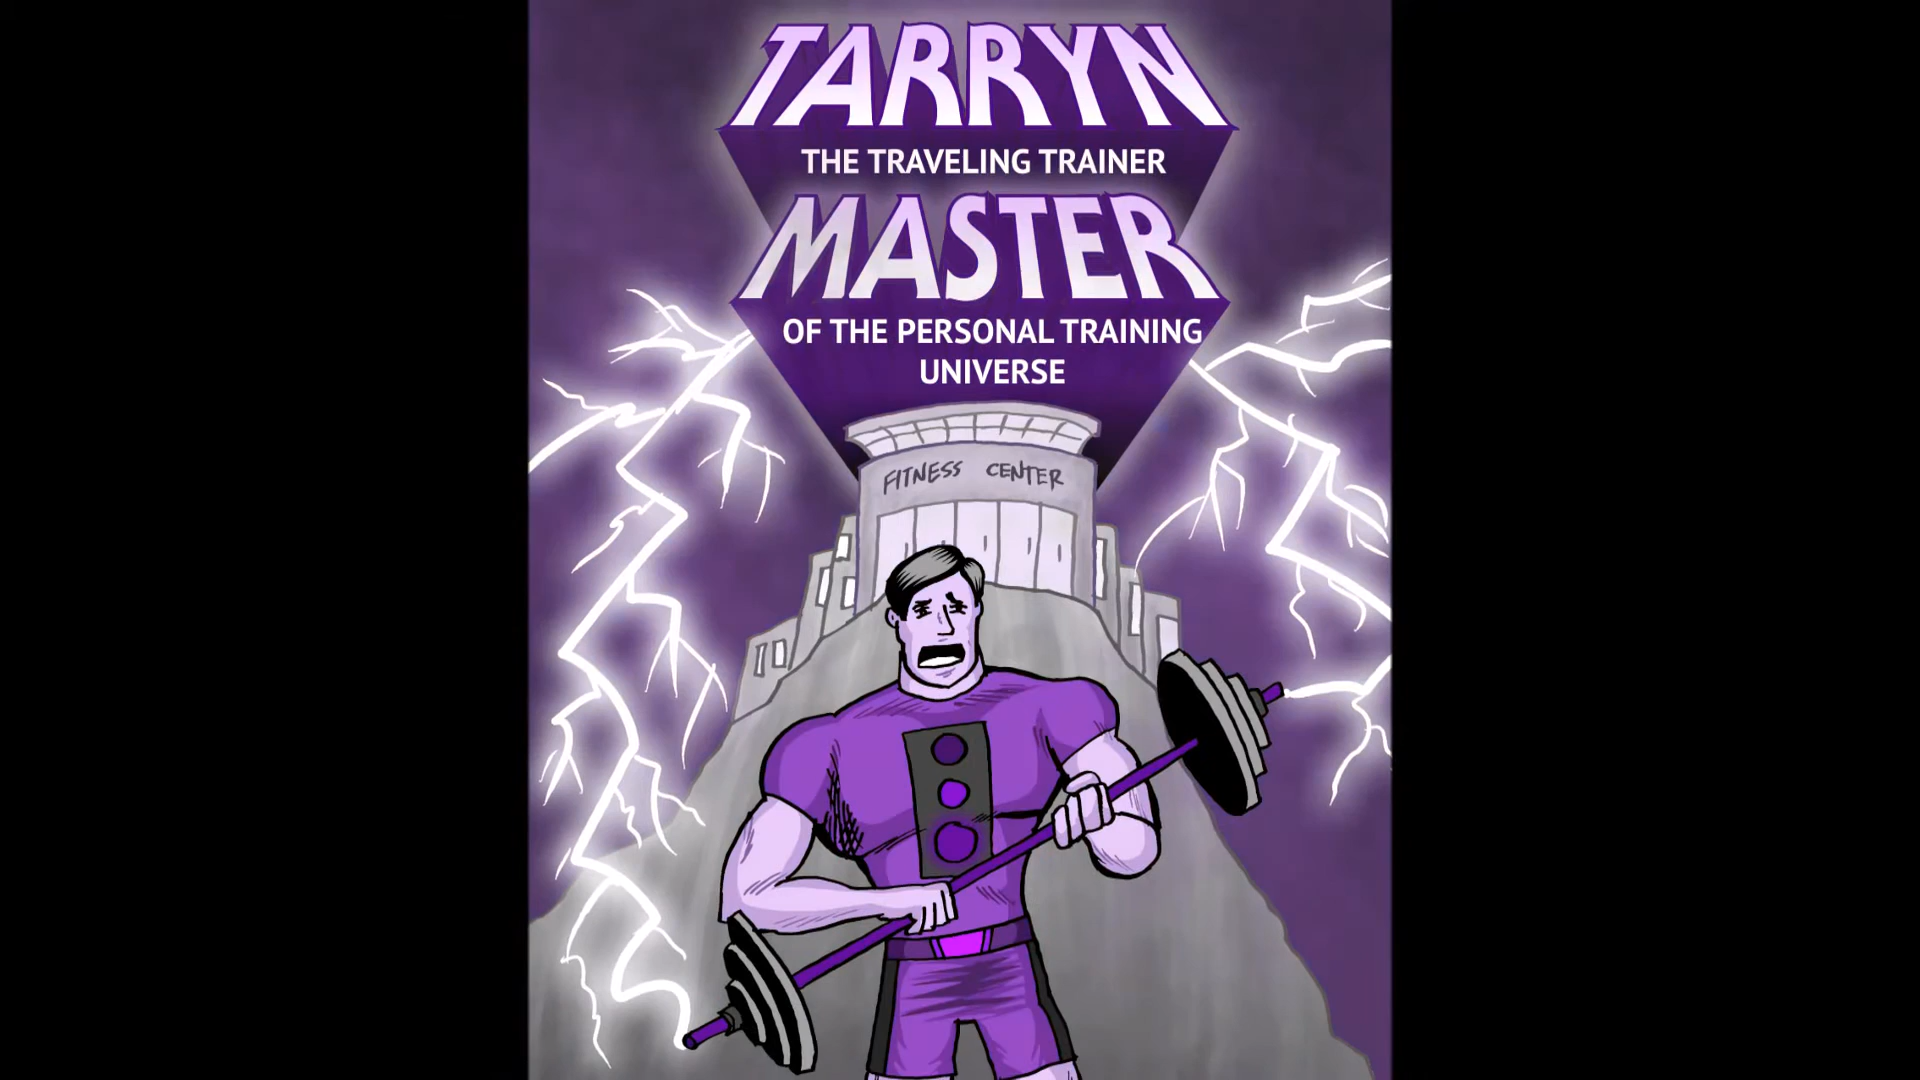 TARRYN
THE TRAVELING TRAINER
MASTER
OF THE PERSONAL TRAINING
UNIVERSE
FITNESS CENTER